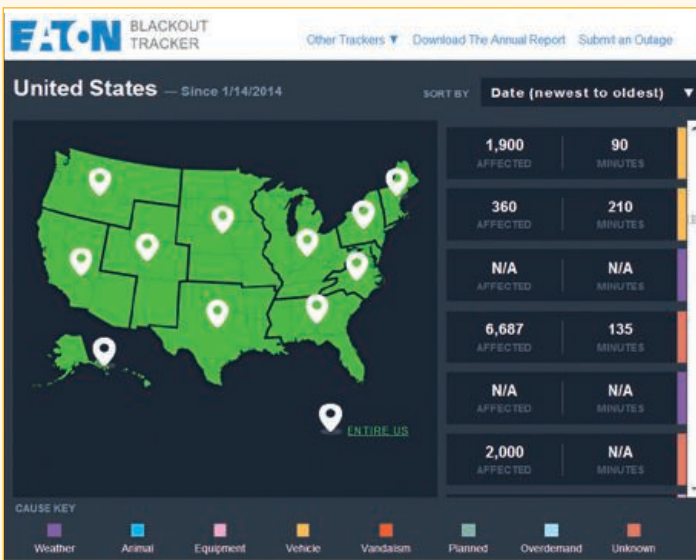 EATON BLACKOUT
TRACKER
Other Trackers ▼ Download The Annual Report Submit an Outage
United States — Since 1/14/2014
SORT BY Date (newest to oldest) ▼
1,900 90
AFFECTED MINUTES
360 210
AFFECTED MINUTES
N/A N/A
AFFECTED MINUTES
6,687 135
AFFECTED MINUTES
N/A N/A
AFFECTED MINUTES
2,000 N/A
AFFECTED MINUTES
ENTIRE US
CAUSE KEY
Weather Animal Equipment Vehicle Vandalism Planned Overdemand Unknown